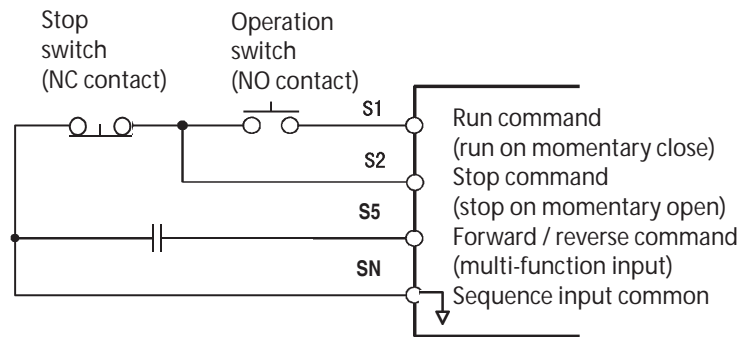 Stop
switch
(NC contact)
Operation
switch
(NO contact)
S1
Run command
(run on momentary close)
S2
Stop command
(stop on momentary open)
S5
Forward / reverse command
(multi-function input)
SN
Sequence input common